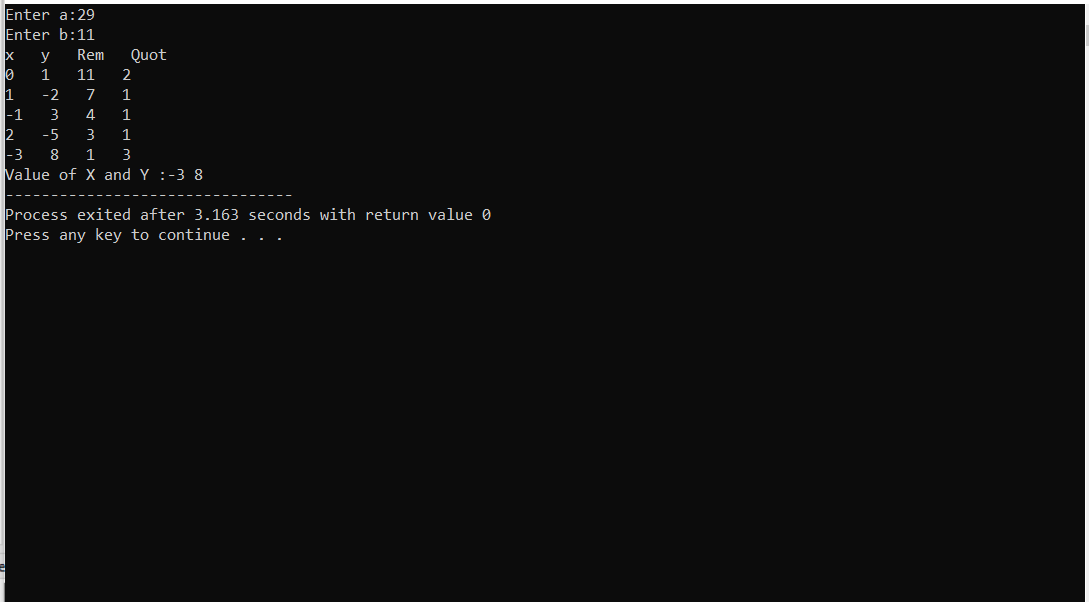 Enter a:29
Enter b:11
x   y   Rem   Quot
0   1   11   2
1   -2   7   1
-1   3   4   1
2   -5   3   1
-3   8   1   3
Value of X and Y :-3 8
--------------------------------
Process exited after 3.163 seconds with return value 0
Press any key to continue . . .